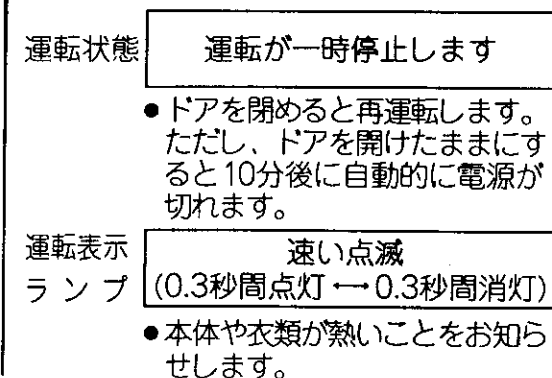 運転状態 運転が一時停止します
●ドアを閉めると再運転します。
ただし、ドアを開けたままにす
ると10分後に自動的に電源が
切れます。
運転表示 速い点滅
ランプ (0.3秒間点灯⟷0.3秒間消灯)
●本体や衣類が熱いことをお知ら
せします。